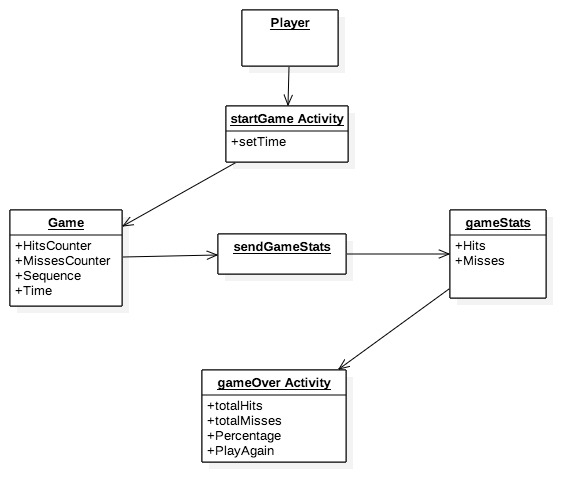 Player
startGame Activity
+setTime
Game
+HitsCounter
+MissesCounter
+Sequence
+Time
sendGameStats
gameStats
+Hits
+Misses
gameOver Activity
+totalHits
+totalMisses
+Percentage
+PlayAgain